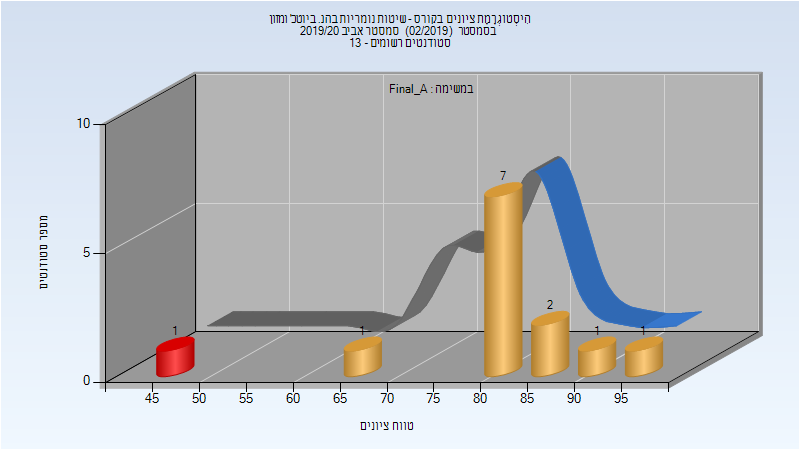 היסטוגרמת ציונים בקורס - שיטות נומריות בהנ. ביוטכ' ומזון
בסמסטר (02/2019) סמסטר אביב 2019/20
סטודנטים רשומים - 13
במשימה : Final_A
מספר סטודנטים
10
5
0
1
1
7
2
1
1
45 50 55 60 65 70 75 80 85 90 95
טווח ציונים